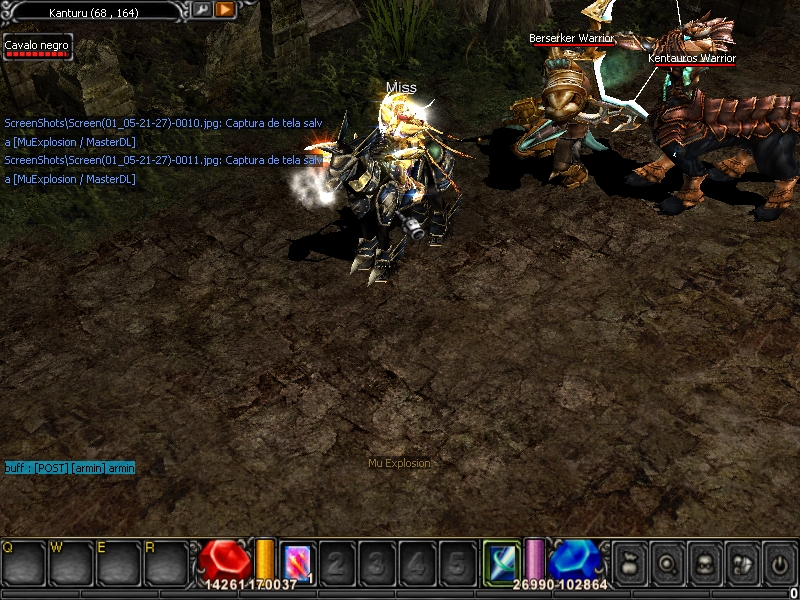 Kanturu (68 , 164)
Cavalo negro
Berserker Warrior
Kentauros Warrior
Miss
ScreenShots\Screen(01_05-21-27)-0010.jpg: Captura de tela salv
a [MuExplosion / MasterDL]
ScreenShots\Screen(01_05-21-27)-0011.jpg: Captura de tela salv
a [MuExplosion / MasterDL]
buff : [POST] [armin] armin
Mu Explosion
Q W E R
1 2 3 4 5
26990 102864
0